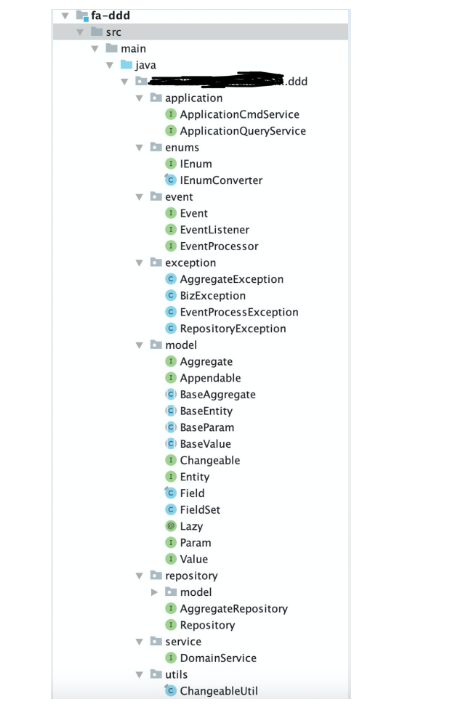 fa-ddd
src
main
java
.ddd
application
ApplicationCmdService
ApplicationQueryService
enums
IEnum
IEnumConverter
event
Event
EventListener
EventProcessor
exception
AggregateException
BizException
EventProcessException
RepositoryException
model
Aggregate
Appendable
BaseAggregate
BaseEntity
BaseParam
BaseValue
Changeable
Entity
Field
FieldSet
Lazy
Param
Value
repository
model
AggregateRepository
Repository
service
DomainService
utils
ChangeableUtil